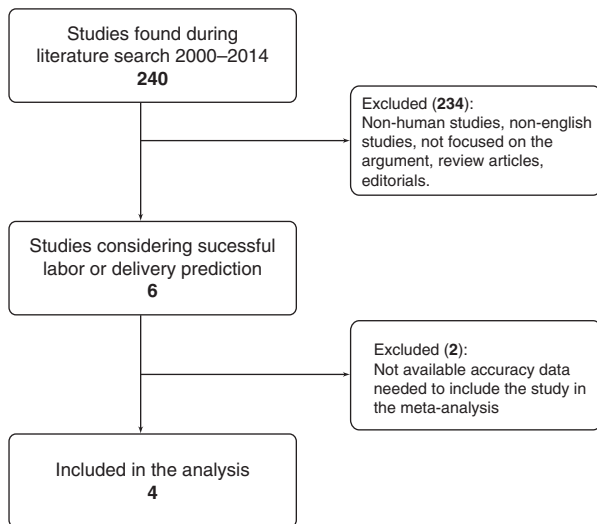 Studies found during
literature search 2000–2014
240
Excluded (234):
Non-human studies, non-english
studies, not focused on the
argument, review articles,
editorials.
Studies considering sucessful
labor or delivery prediction
6
Excluded (2):
Not available accuracy data
needed to include the study in
the meta-analysis
Included in the analysis
4